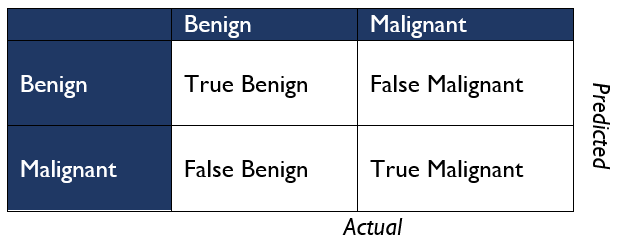 Benign Malignant
Benign True Benign False Malignant
Malignant False Benign True Malignant
Predicted
Actual